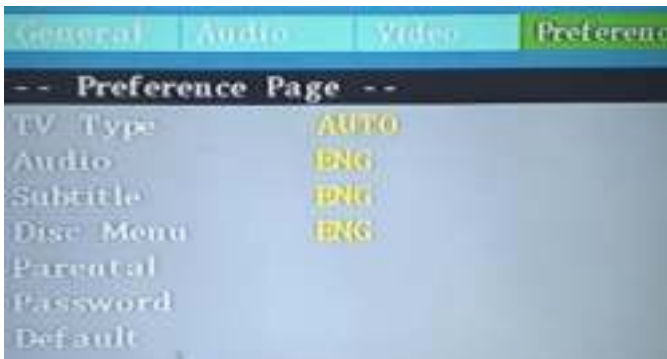 General Audio Video Preferenc
-- Preference Page --
TV Type AUTO
Audio ENG
Subtitle ENG
Disc Menu ENG
Parental
Password
Default